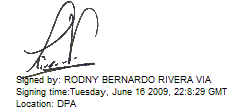 Signed by: RODNY BERNARDO RIVERA VIA
Signing time:Tuesday, June 16 2009, 22:8:29 GMT
Location: DPA